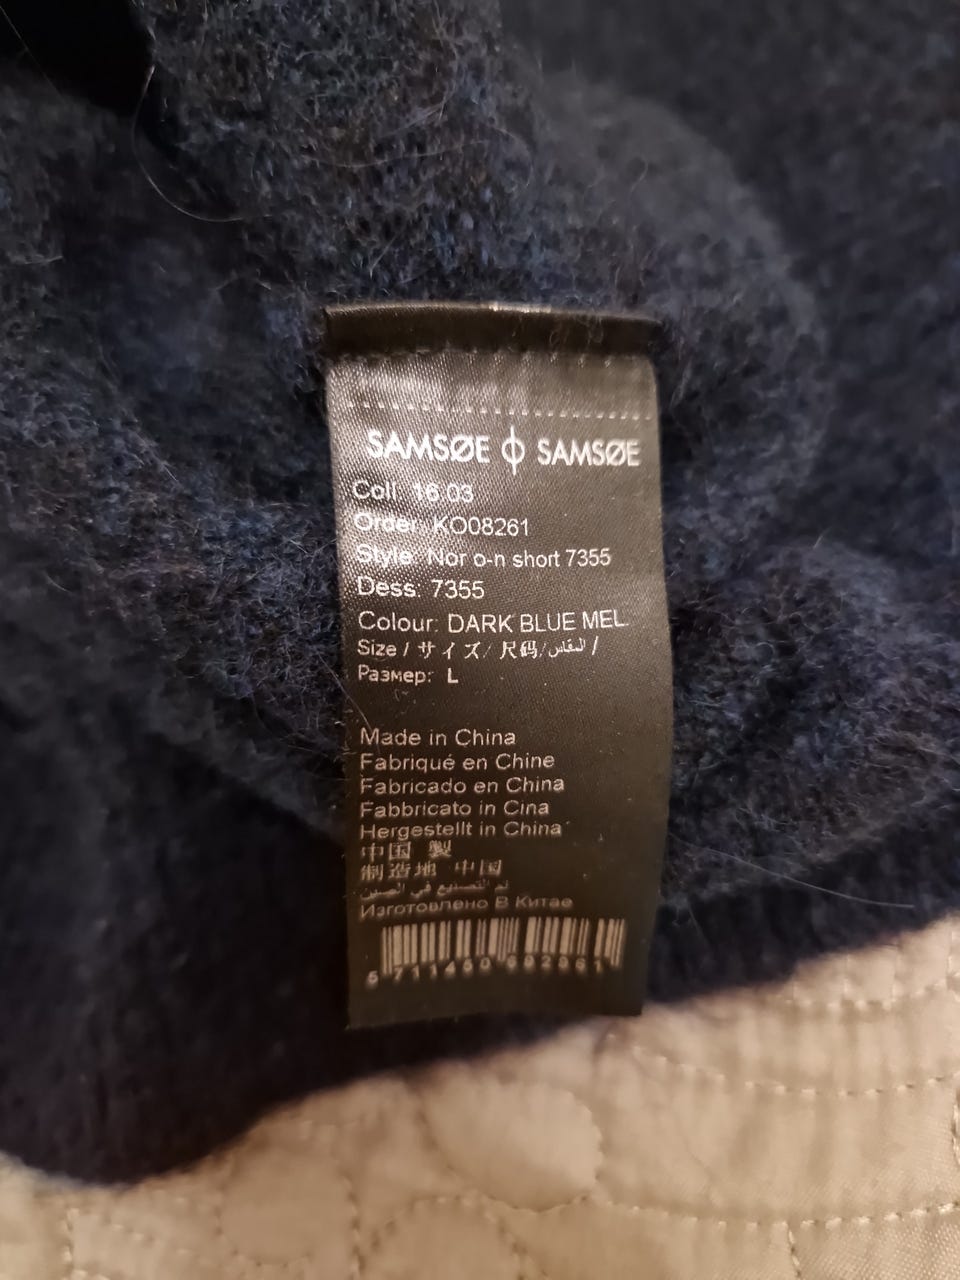 SAMSØE ϕ SAMSØE
Coll. 16.03
Order: KO08261
Style: Nor o-n short 7355
Dess: 7355
Colour: DARK BLUE MEL.
Size / サイズ/ 尺码/المقاس /
Размер: L
Made in China
Fabriqué en Chine
Fabricado en China
Fabbricato in Cina
Hergestellt in China
中国 製
制造地 中国
تم التصنيع في الصين
Изготовлено В Китае